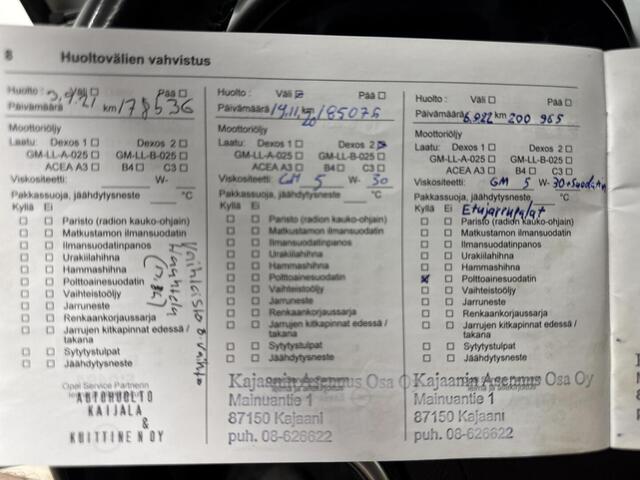 8 Huoltovälien vahvistus
Huolto: Väli Pää
Päivämäärä km 178536
Moottoriöljy
Laatu: Dexos 1 Dexos 2
GM-LL-A-025 GM-LL-B-025
ACEA A3 B4 C3
Viskositeetti: W-
Pakkassuoja, jäähdytysneste °C
Kyllä Ei
Paristo (radion kauko-ohjain)
Matkustamon ilmansuodatin
Ilmansuodatinpanos
Urakiilahihna
Hammashihna
Polttoainesuodatin
Vaihteistoöljy
Jarruneste
Renkaankorjaussarja
Jarrujen kitkapinnat edessä /
takana
Sytytystulpat
Jäähdytysneste
Opel Service Partnerin
AUTOHUOLTO
KAIJALA
&
KUITTINEN OY
Huolto: Väli Pää
Päivämäärä 19.11. km 185075
20
Moottoriöljy
Laatu: Dexos 1 Dexos 2
GM-LL-A-025 GM-LL-B-025
ACEA A3 B4 C3
Viskositeetti: GM 5 W- 30
Pakkassuoja, jäähdytysneste °C
Kyllä Ei
Paristo (radion kauko-ohjain)
Matkustamon ilmansuodatin
Ilmansuodatinpanos
Urakiilahihna
Hammashihna
Polttoainesuodatin
Vaihteistoöljy
Jarruneste
Renkaankorjaussarja
Jarrujen kitkapinnat edessä /
takana
Sytytystulpat
Jäähdytysneste
Kajaanin Asennus Osa
Mainuantie 1
87150 Kajaani
puh. 08-626622
Huolto: Väli Pää
Päivämäärä km 200 965
Moottoriöljy
Laatu: Dexos 1 Dexos 2
GM-LL-A-025 GM-LL-B-025
ACEA A3 B4 C3
Viskositeetti: GM 5 W- 30+Suodatin
Pakkassuoja, jäähdytysneste °C
Kyllä Ei Etujarrupalat
Paristo (radion kauko-ohjain)
Matkustamon ilmansuodatin
Ilmansuodatinpanos
Urakiilahihna
Hammashihna
Polttoainesuodatin
Vaihteistoöljy
Jarruneste
Renkaankorjaussarja
Jarrujen kitkapinnat edessä /
takana
Sytytystulpat
Jäähdytysneste
Kajaanin Asennus Osa Oy
Mainuantie 1
87150 Kajaani
puh. 08-626622